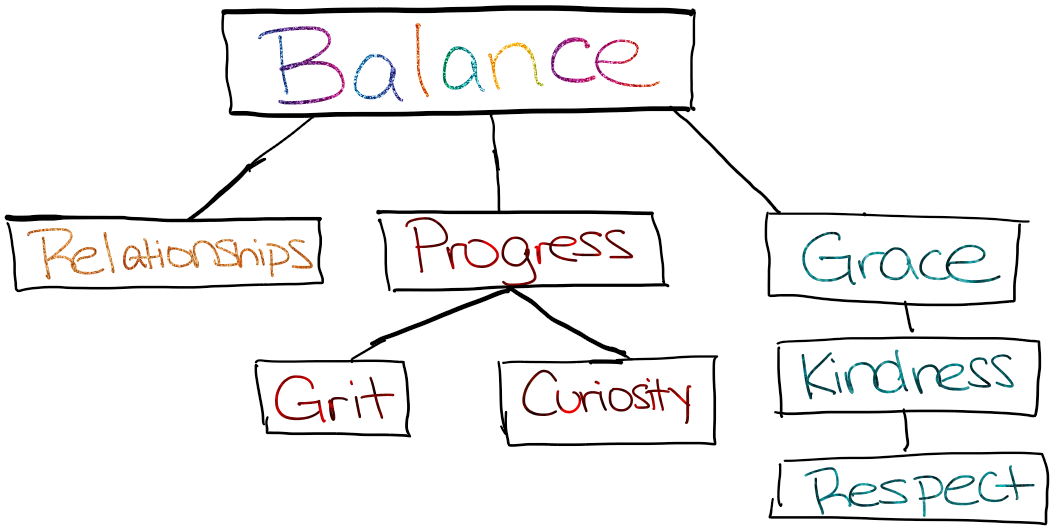 Balance
Relationships
Progress
Grace
Grit
Curiosity
Kindness
Respect